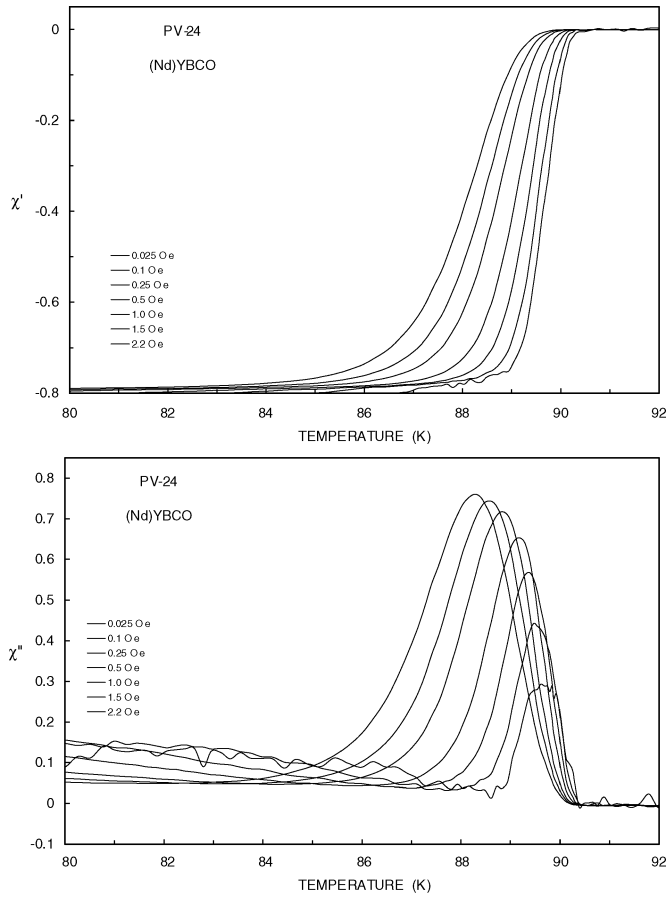 PV-24
(Nd)YBCO
0
-0.2
-0.4
-0.6
-0.8
χ'
0.025 Oe
0.1 Oe
0.25 Oe
0.5 Oe
1.0 Oe
1.5 Oe
2.2 Oe
80 82 84 86 88 90 92
TEMPERATURE (K)
PV-24
(Nd)YBCO
0.8
0.7
0.6
0.5
0.4
0.3
0.2
0.1
0
-0.1
χ"
0.025 Oe
0.1 Oe
0.25 Oe
0.5 Oe
1.0 Oe
1.5 Oe
2.2 Oe
80 82 84 86 88 90 92
TEMPERATURE (K)